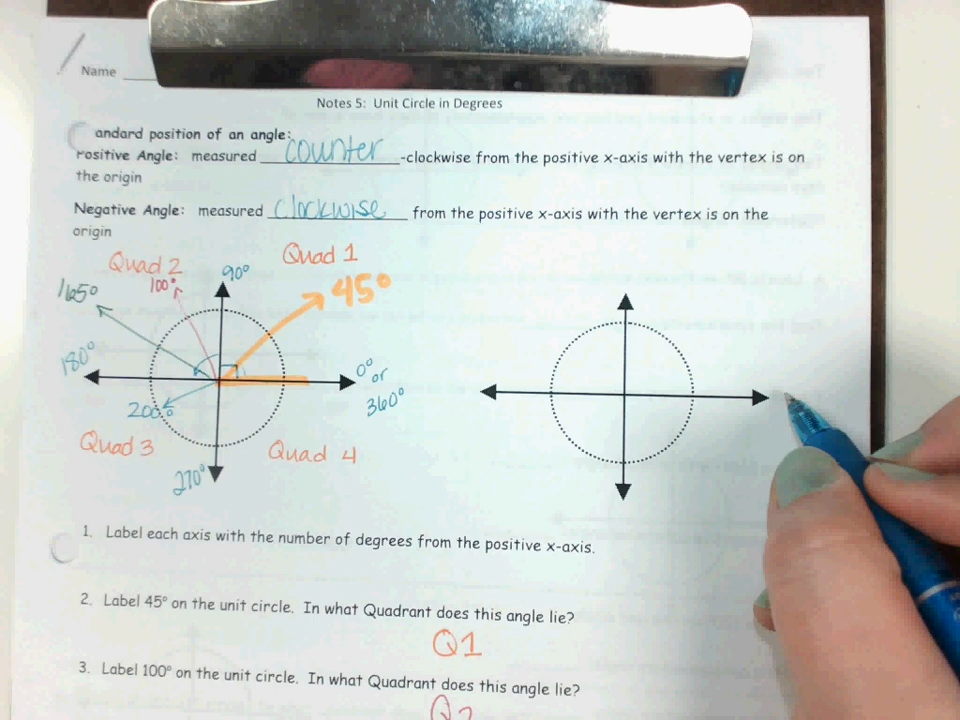 Name
Notes 5: Unit Circle in Degrees
andard position of an angle:
Positive Angle: measured counter -clockwise from the positive x-axis with the vertex is on
the origin
Negative Angle: measured clockwise from the positive x-axis with the vertex is on the
origin
Quad 2
Quad 1
90°
100°
45°
165°
180°
0° or
360°
200°
Quad 3
Quad 4
270°
1. Label each axis with the number of degrees from the positive x-axis.
2. Label 45° on the unit circle. In what Quadrant does this angle lie?
Q1
3. Label 100° on the unit circle. In what Quadrant does this angle lie?
Q2